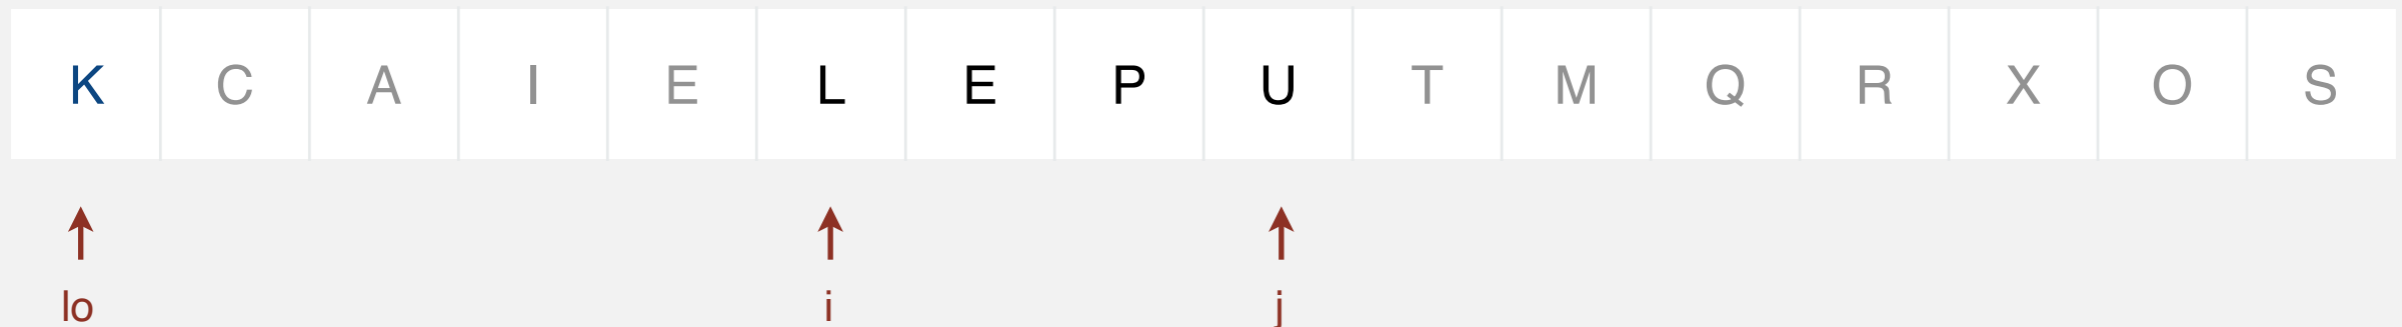 K C A I E L E P U T M Q R X O S
lo i j